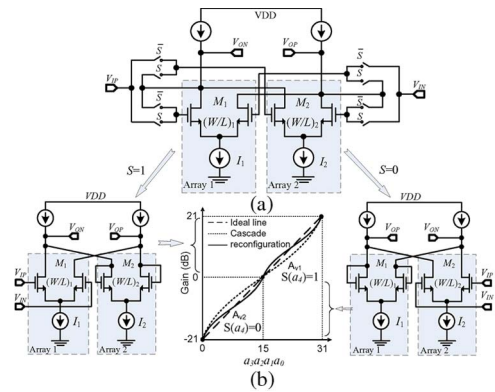 VDD
V_ON
V_OP
S̅
S
S̅
S
V_IP
S̅
S
S̅
S
V_IN
M_1
M_2
(W/L)_1
(W/L)_2
I_1
I_2
Array 1
Array 2
S=1
(a)
S=0
VDD
V_ON
V_OP
M_1
M_2
V_IP
(W/L)_1
(W/L)_2
V_IN
I_1
I_2
Array 1
Array 2
Gain (dB)
21
0
-21
Ideal line
Cascade
reconfiguration
A_v1
S(a_4)=1
A_v2
S(a_4)=0
0
15
31
a_3a_2a_1a_0
(b)
VDD
V_OP
V_ON
M_1
M_2
V_IP
(W/L)_1
(W/L)_2
V_IN
I_1
I_2
Array 1
Array 2